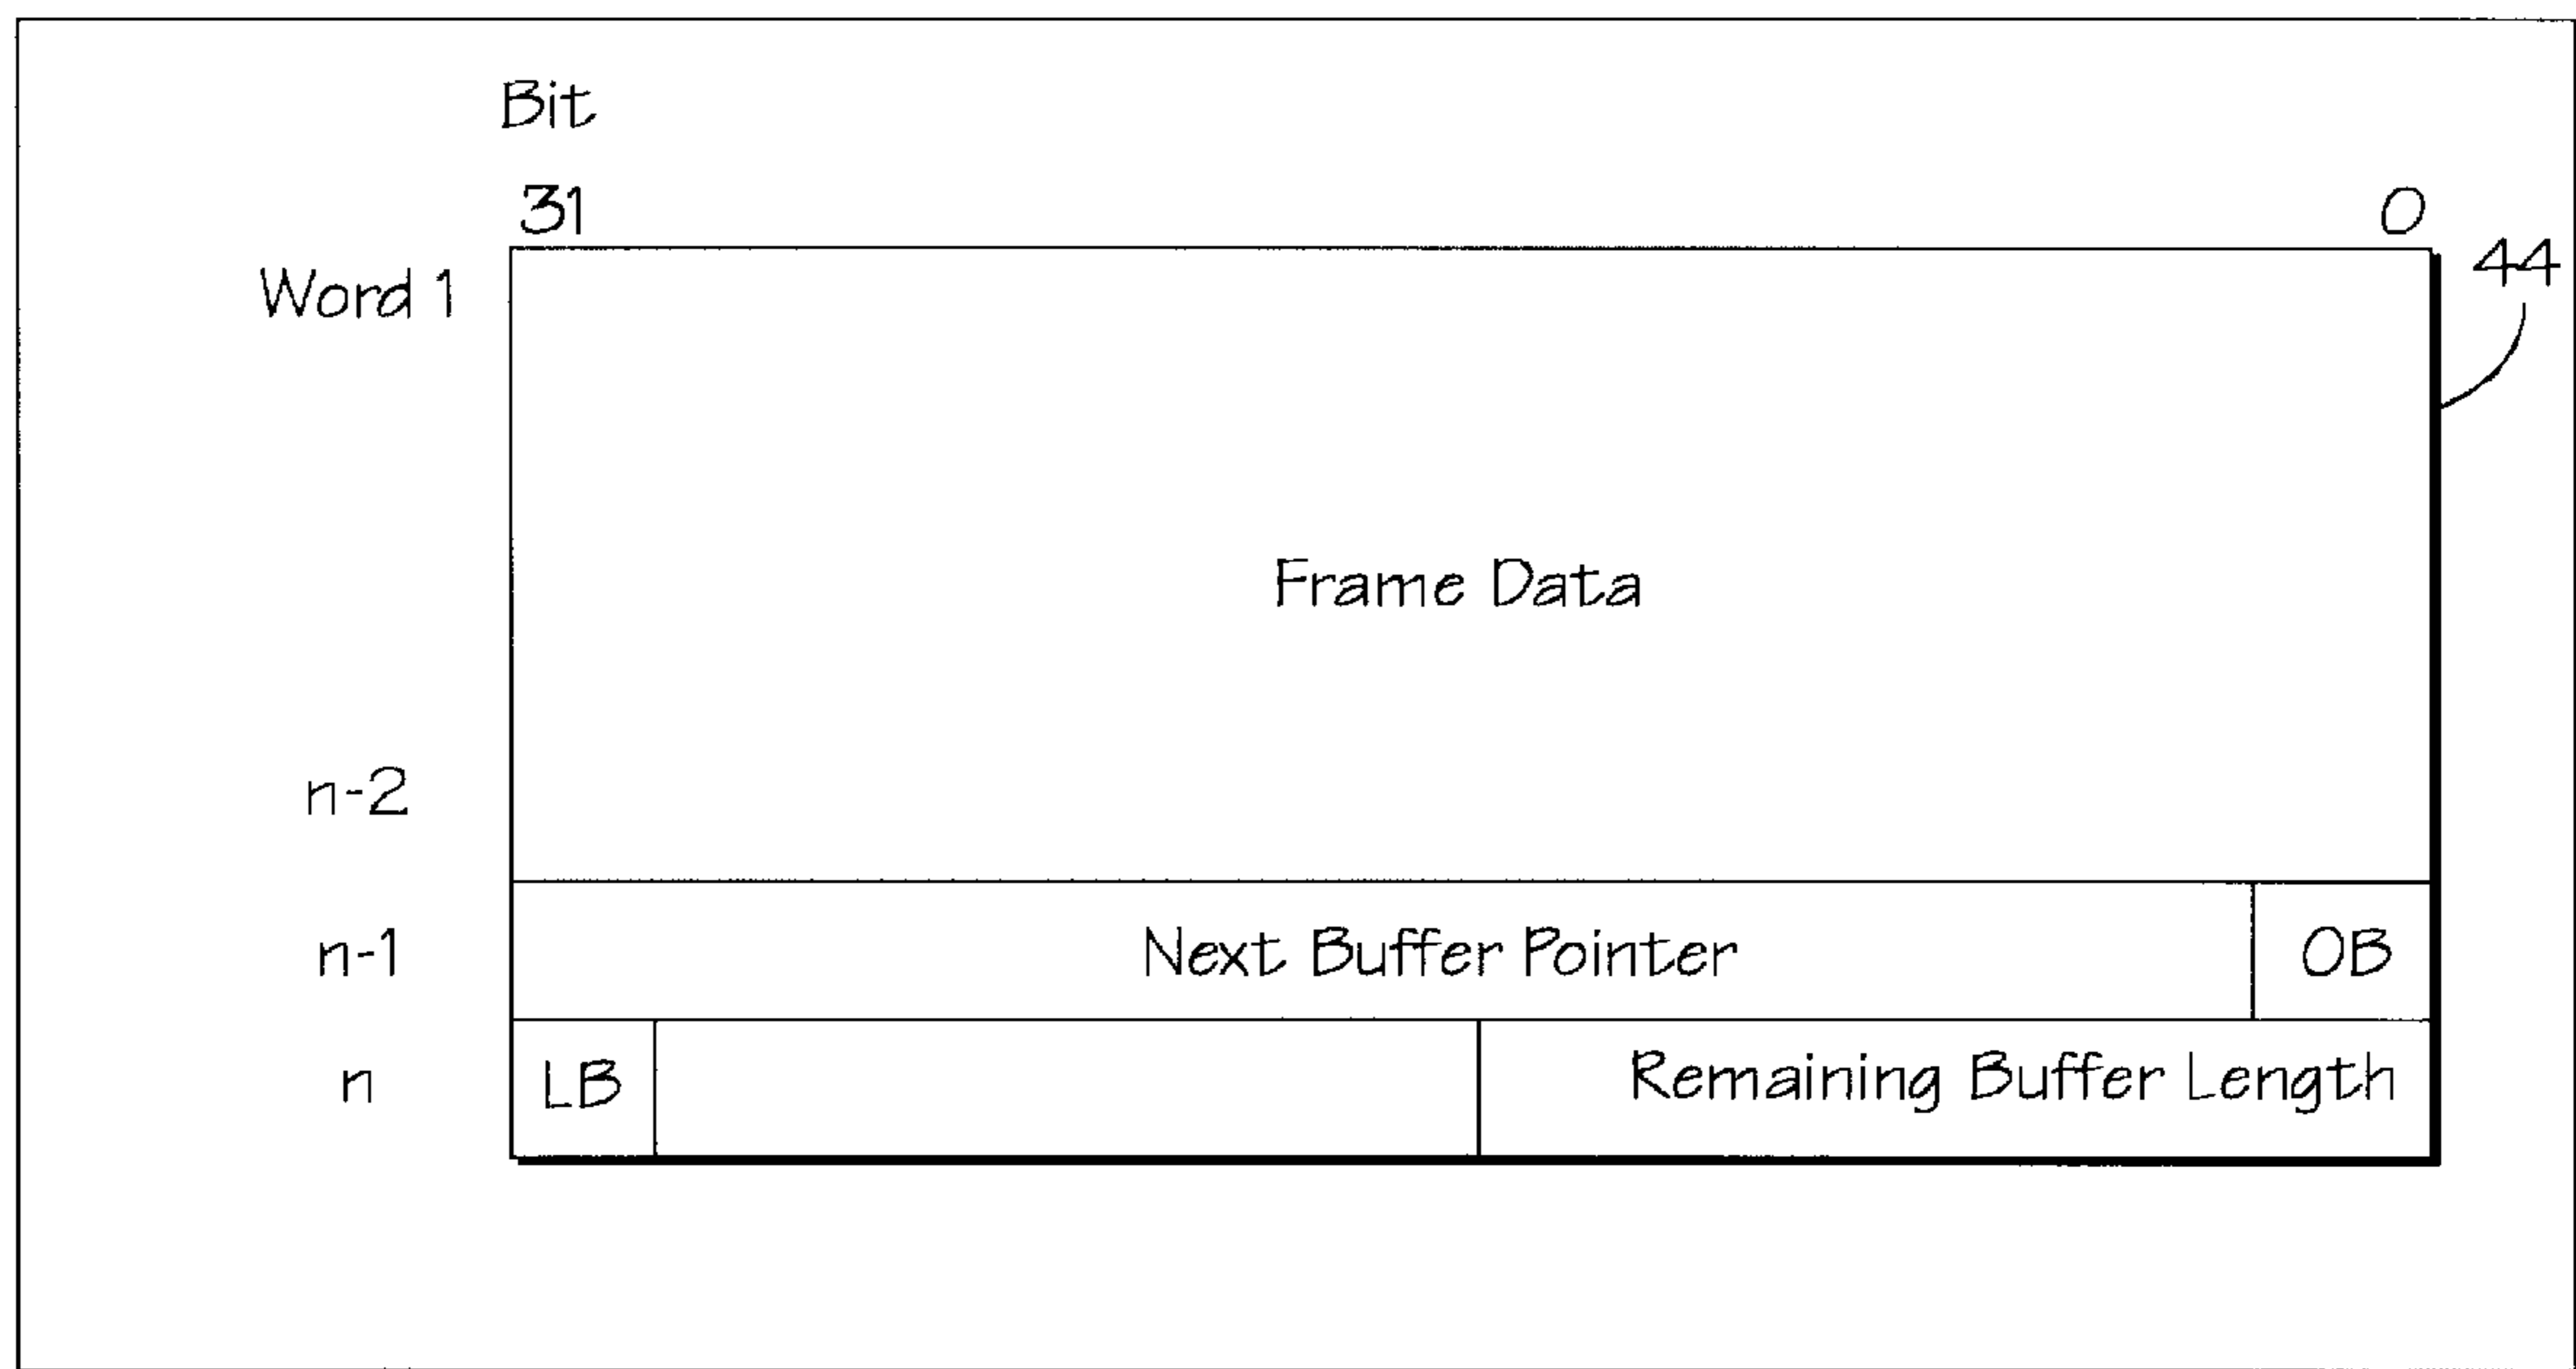 Bit
31 0
Word 1 44
Frame Data
n-2
n-1 Next Buffer Pointer OB
n LB Remaining Buffer Length